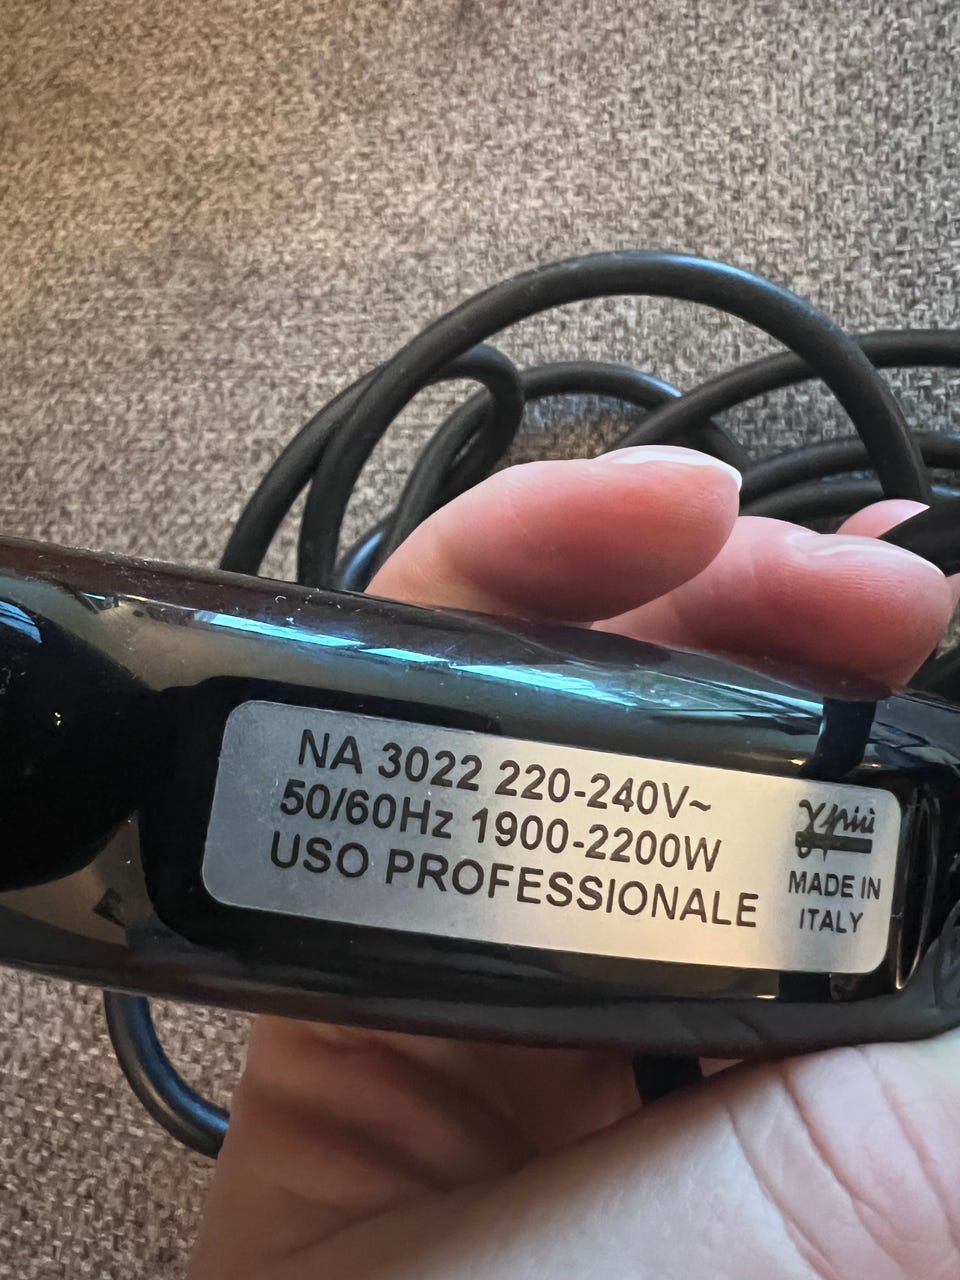 NA 3022 220-240V~
50/60Hz 1900-2200W
USO PROFESSIONALE
MADE IN
ITALY